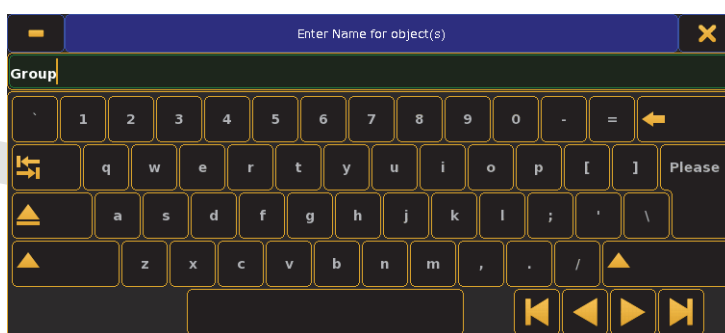 Enter Name for object(s)
Group
` 1 2 3 4 5 6 7 8 9 0 - =
q w e r t y u i o p [ ] Please
a s d f g h j k l ; ' \
z x c v b n m , . /